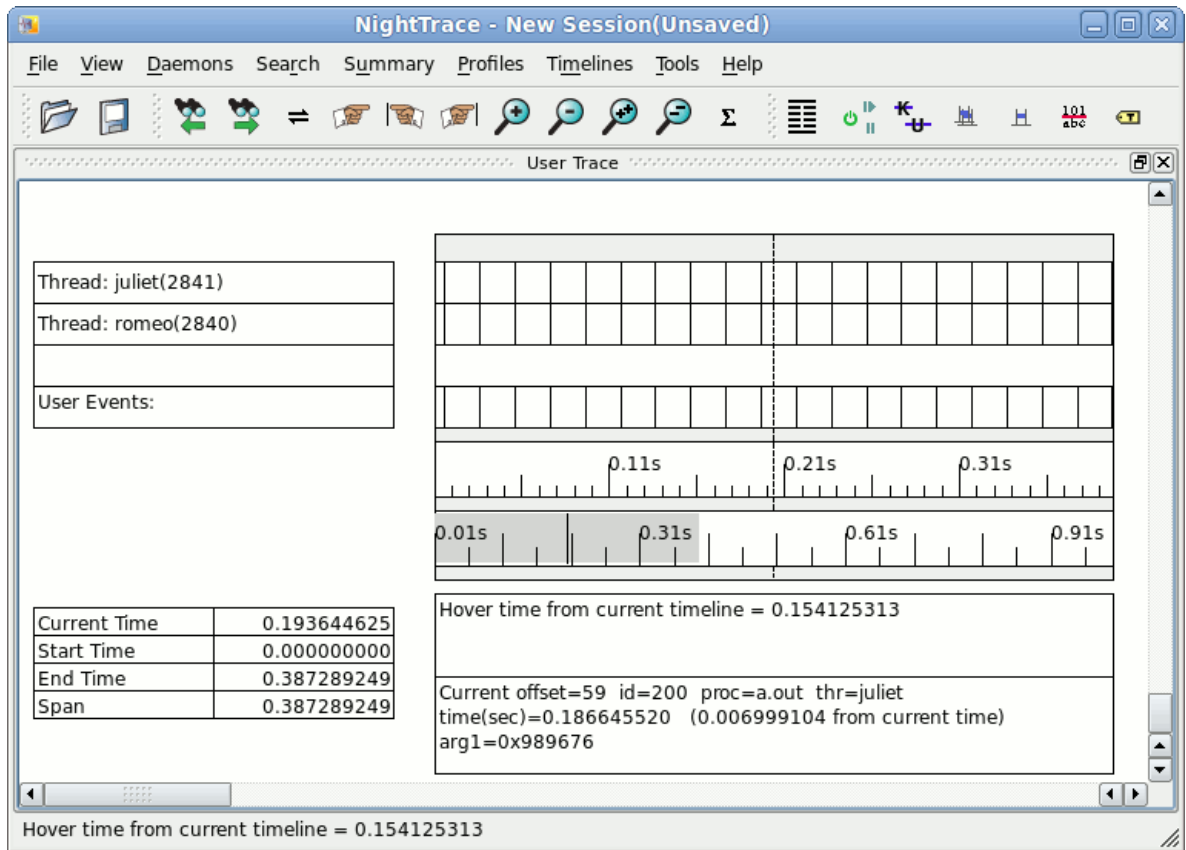 NightTrace - New Session(Unsaved)
File View Daemons Search Summary Profiles Timelines Tools Help
Σ K U 101 abc T
User Trace
Thread: juliet(2841)
Thread: romeo(2840)
User Events:
0.11s 0.21s 0.31s
0.01s 0.31s 0.61s 0.91s
Current Time 0.193644625
Start Time 0.000000000
End Time 0.387289249
Span 0.387289249
Hover time from current timeline = 0.154125313
Current offset=59 id=200 proc=a.out thr=juliet
time(sec)=0.186645520 (0.006999104 from current time)
arg1=0x989676
Hover time from current timeline = 0.154125313